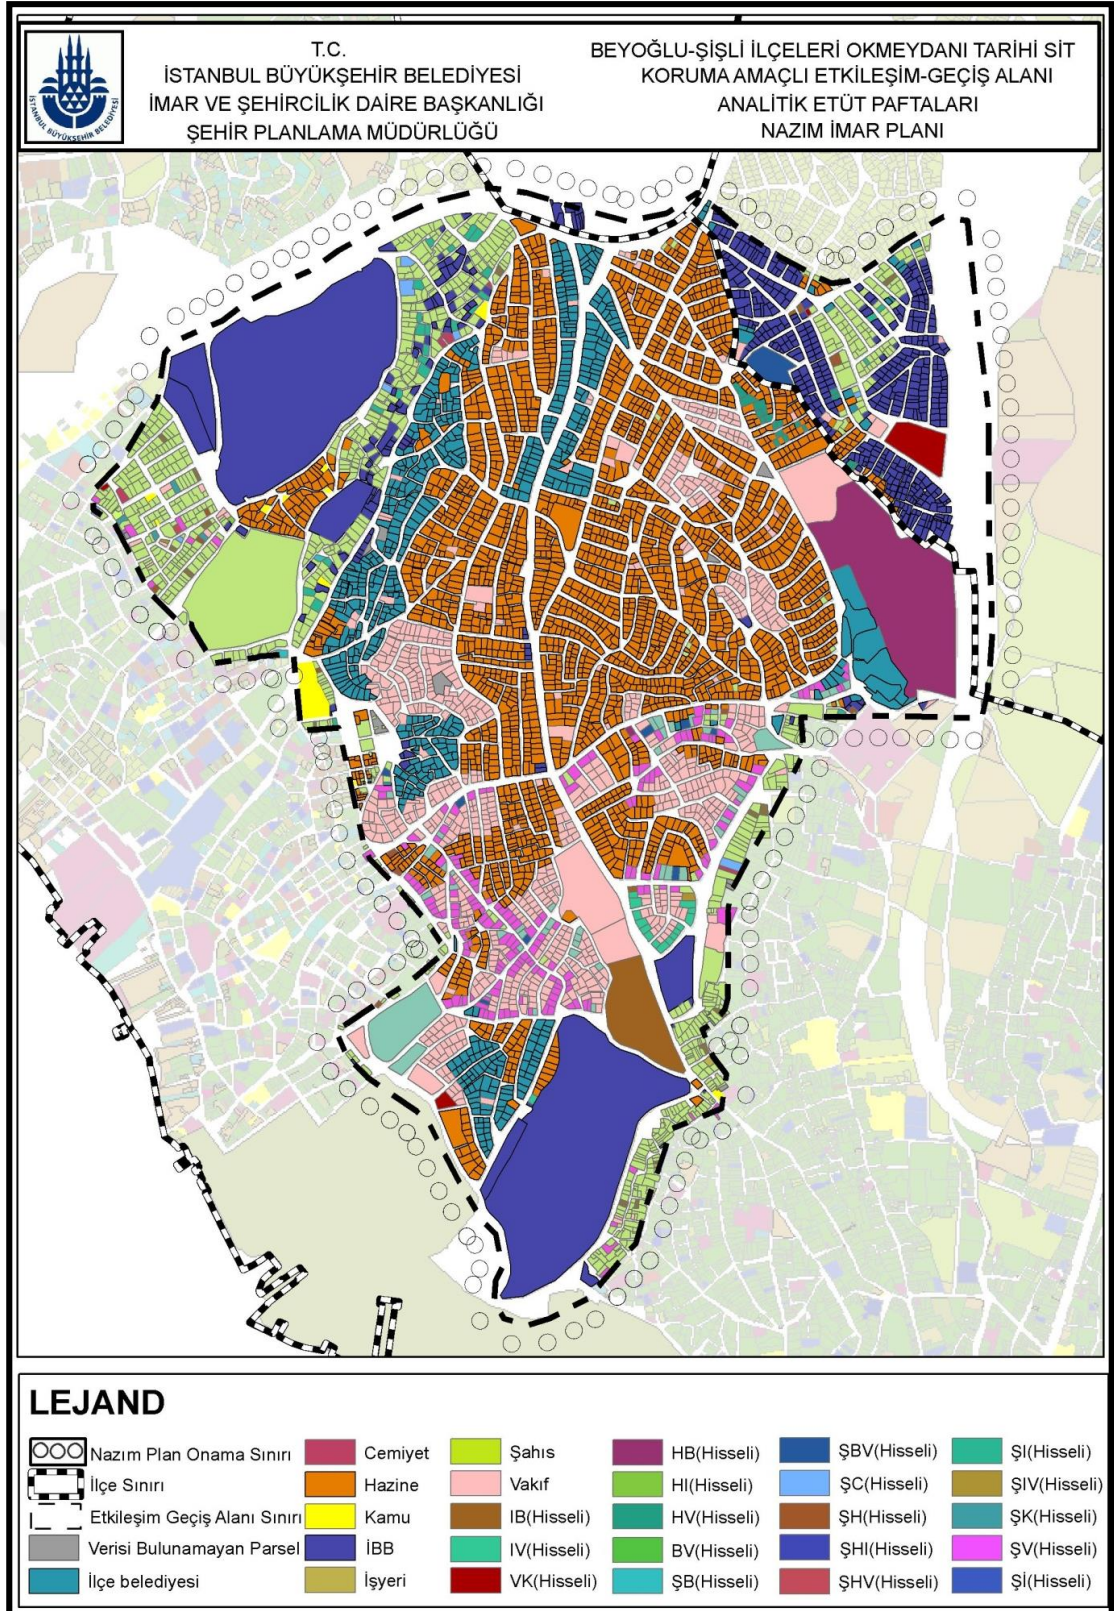 İSTANBUL BÜYÜKŞEHİR BELEDİYESİ
T.C.
İSTANBUL BÜYÜKŞEHİR BELEDİYESİ
İMAR VE ŞEHİRCİLİK DAİRE BAŞKANLIĞI
ŞEHİR PLANLAMA MÜDÜRLÜĞÜ
BEYOĞLU-ŞİŞLİ İLÇELERİ OKMEYDANI TARİHİ SİT
KORUMA AMAÇLI ETKİLEŞİM-GEÇİŞ ALANI
ANALİTİK ETÜT PAFTALARI
NAZIM İMAR PLANI
LEJAND
Nazım Plan Onama Sınırı
İlçe Sınırı
Etkileşim Geçiş Alanı Sınırı
Verisi Bulunamayan Parsel
İlçe belediyesi
Cemiyet
Hazine
Kamu
İBB
İşyeri
Şahıs
Vakıf
IB(Hisseli)
IV(Hisseli)
VK(Hisseli)
HB(Hisseli)
HI(Hisseli)
HV(Hisseli)
BV(Hisseli)
ŞB(Hisseli)
ŞBV(Hisseli)
ŞC(Hisseli)
ŞH(Hisseli)
ŞHI(Hisseli)
ŞHV(Hisseli)
ŞI(Hisseli)
ŞIV(Hisseli)
ŞK(Hisseli)
ŞV(Hisseli)
Şİ(Hisseli)